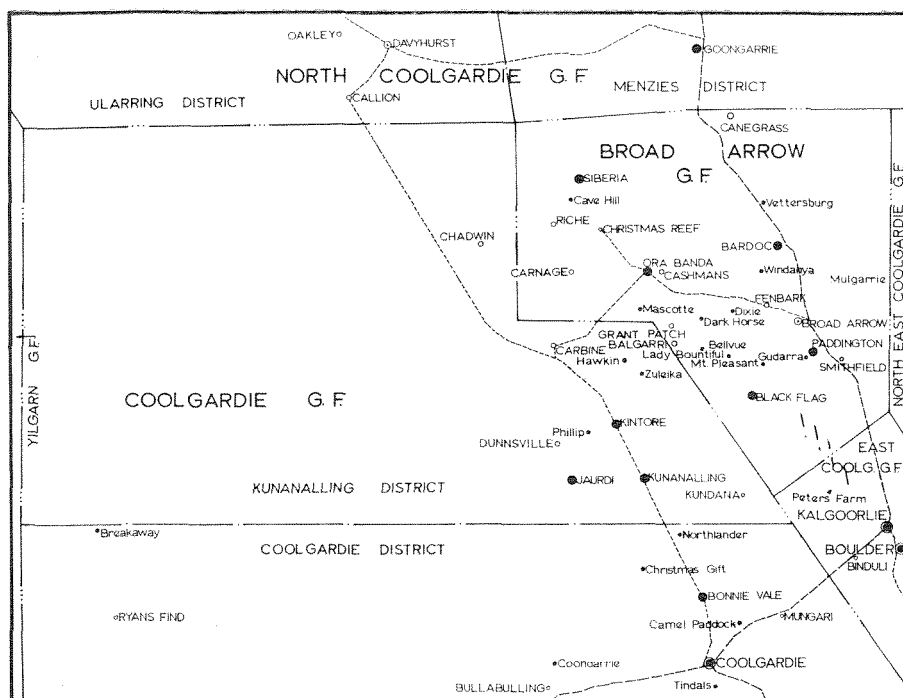 OAKLEY
DAVYHURST
GOONGARRIE
NORTH COOLGARDIE G.F.
MENZIES DISTRICT
ULARRING DISTRICT
CALLION
CANEGRASS
BROAD ARROW
G.F.
SIBERIA
Cave Hill
Vettersburg
RICHE
CHRISTMAS REEF
CHADWIN
BARDOC
ORA BANDA
CARNAGE
CASHMANS
Windanya
Mulgarrie
NORTH EAST COOLGARDIE G.F.
FENBARK
Mascotte
Dixie
Dark Horse
BROAD ARROW
GRANT PATCH
BALGARRI
PADDINGTON
CARBINE
Bellvue
Hawkin
Lady Bountiful
Gudarra
Mt. Pleasant
SMITHFIELD
Zuleika
YILGARN G.F.
COOLGARDIE G.F.
BLACK FLAG
KINTORE
Phillip
DUNNSVILLE
EAST
COOLG. G.F.
JAURDI
KUNANALLING
KUNANALLING DISTRICT
KUNDANA
Peters Farm
KALGOORLIE
Breakaway
Northlander
COOLGARDIE DISTRICT
BOULDER
BINDULI
Christmas Gift
BONNIE VALE
RYANS FIND
Camel Paddock
MUNGARI
Coonaarrie
COOLGARDIE
BULLABULLING
Tindals